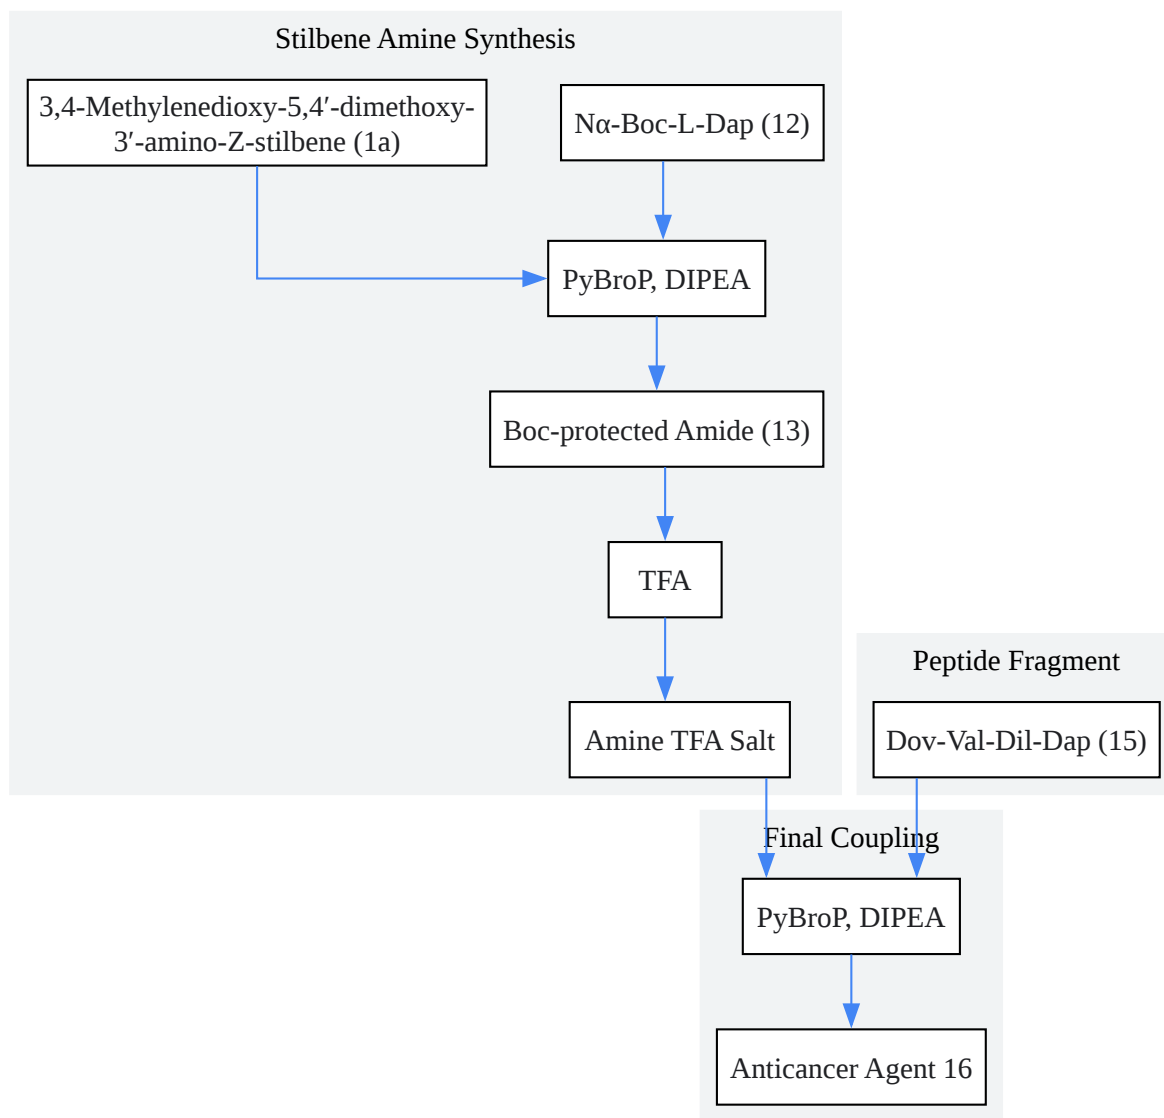 Stilbene Amine Synthesis
3,4-Methylenedioxy-5,4′-dimethoxy-
3′-amino-Z-stilbene (1a)
Nα-Boc-L-Dap (12)
PyBroP, DIPEA
Boc-protected Amide (13)
TFA
Amine TFA Salt
Peptide Fragment
Dov-Val-Dil-Dap (15)
Final Coupling
PyBroP, DIPEA
Anticancer Agent 16